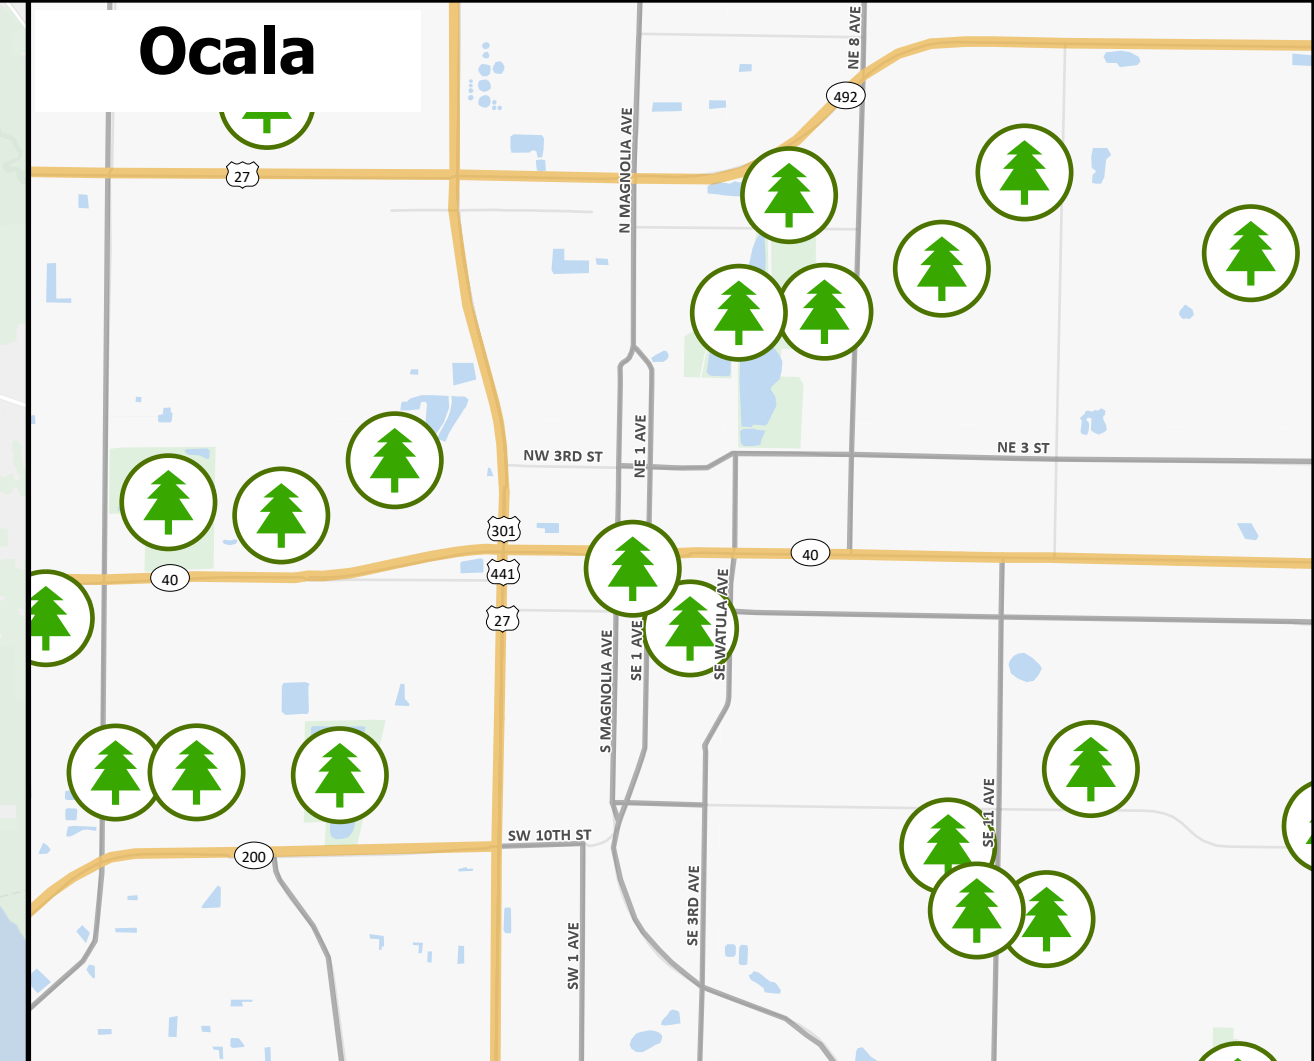 Ocala
NE 8 AVE
492
N MAGNOLIA AVE
27
NE 1 AVE
NW 3RD ST
NE 3 ST
301
40
441
40
27
SE WATULA AVE
SE 1 AVE
S MAGNOLIA AVE
SE 11 AVE
SW 10TH ST
200
SE 3RD AVE
SW 1 AVE